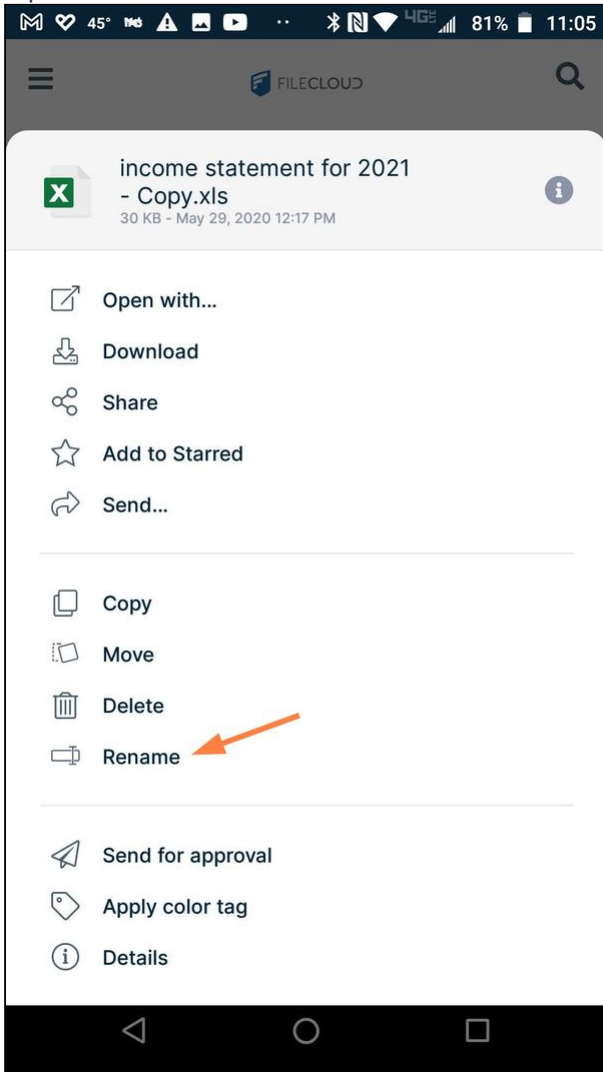 45° 81% 11:05
FILECLOUD
income statement for 2021
- Copy.xls
30 KB - May 29, 2020 12:17 PM
Open with...
Download
Share
Add to Starred
Send...
Copy
Move
Delete
Rename
Send for approval
Apply color tag
Details